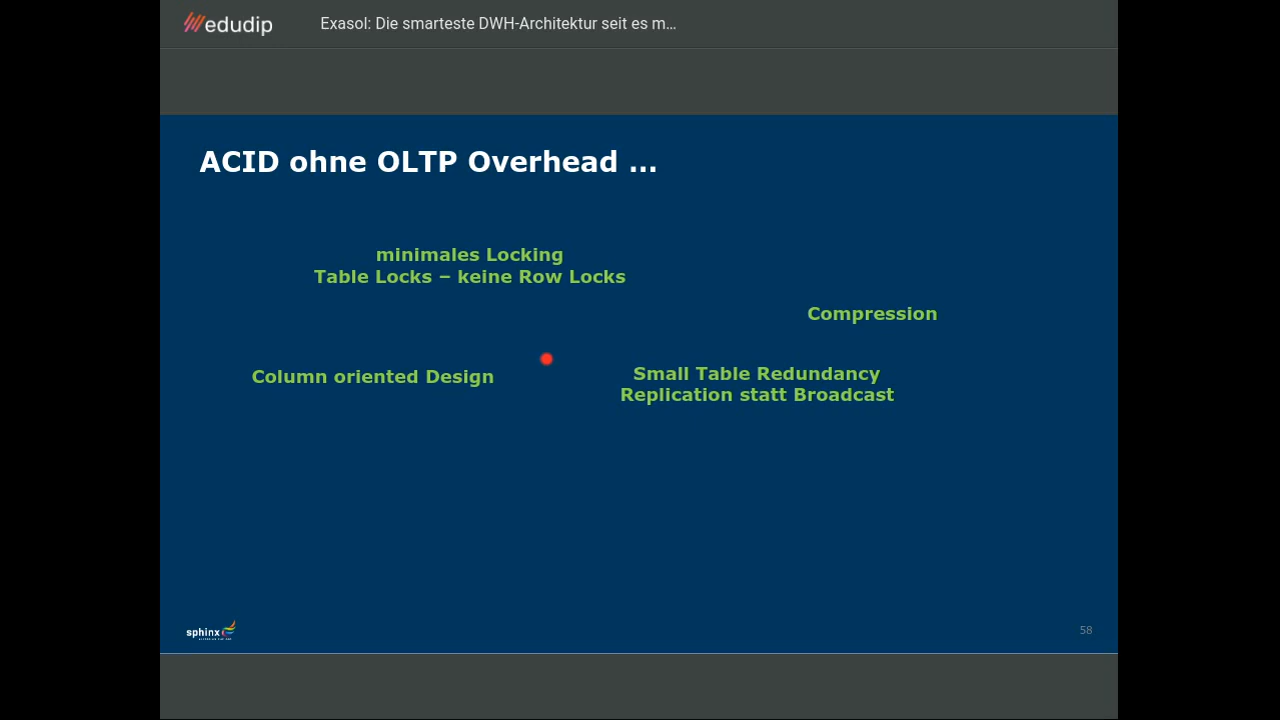 edudip
Exasol: Die smarteste DWH-Architektur seit es m...
ACID ohne OLTP Overhead ...
minimales Locking
Table Locks – keine Row Locks
Compression
Column oriented Design
Small Table Redundancy
Replication statt Broadcast
sphinx
58